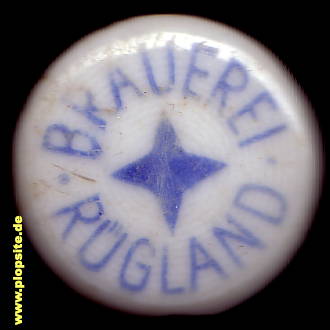 · BRAUEREI ·
RÜGLAND
www.plopsite.de